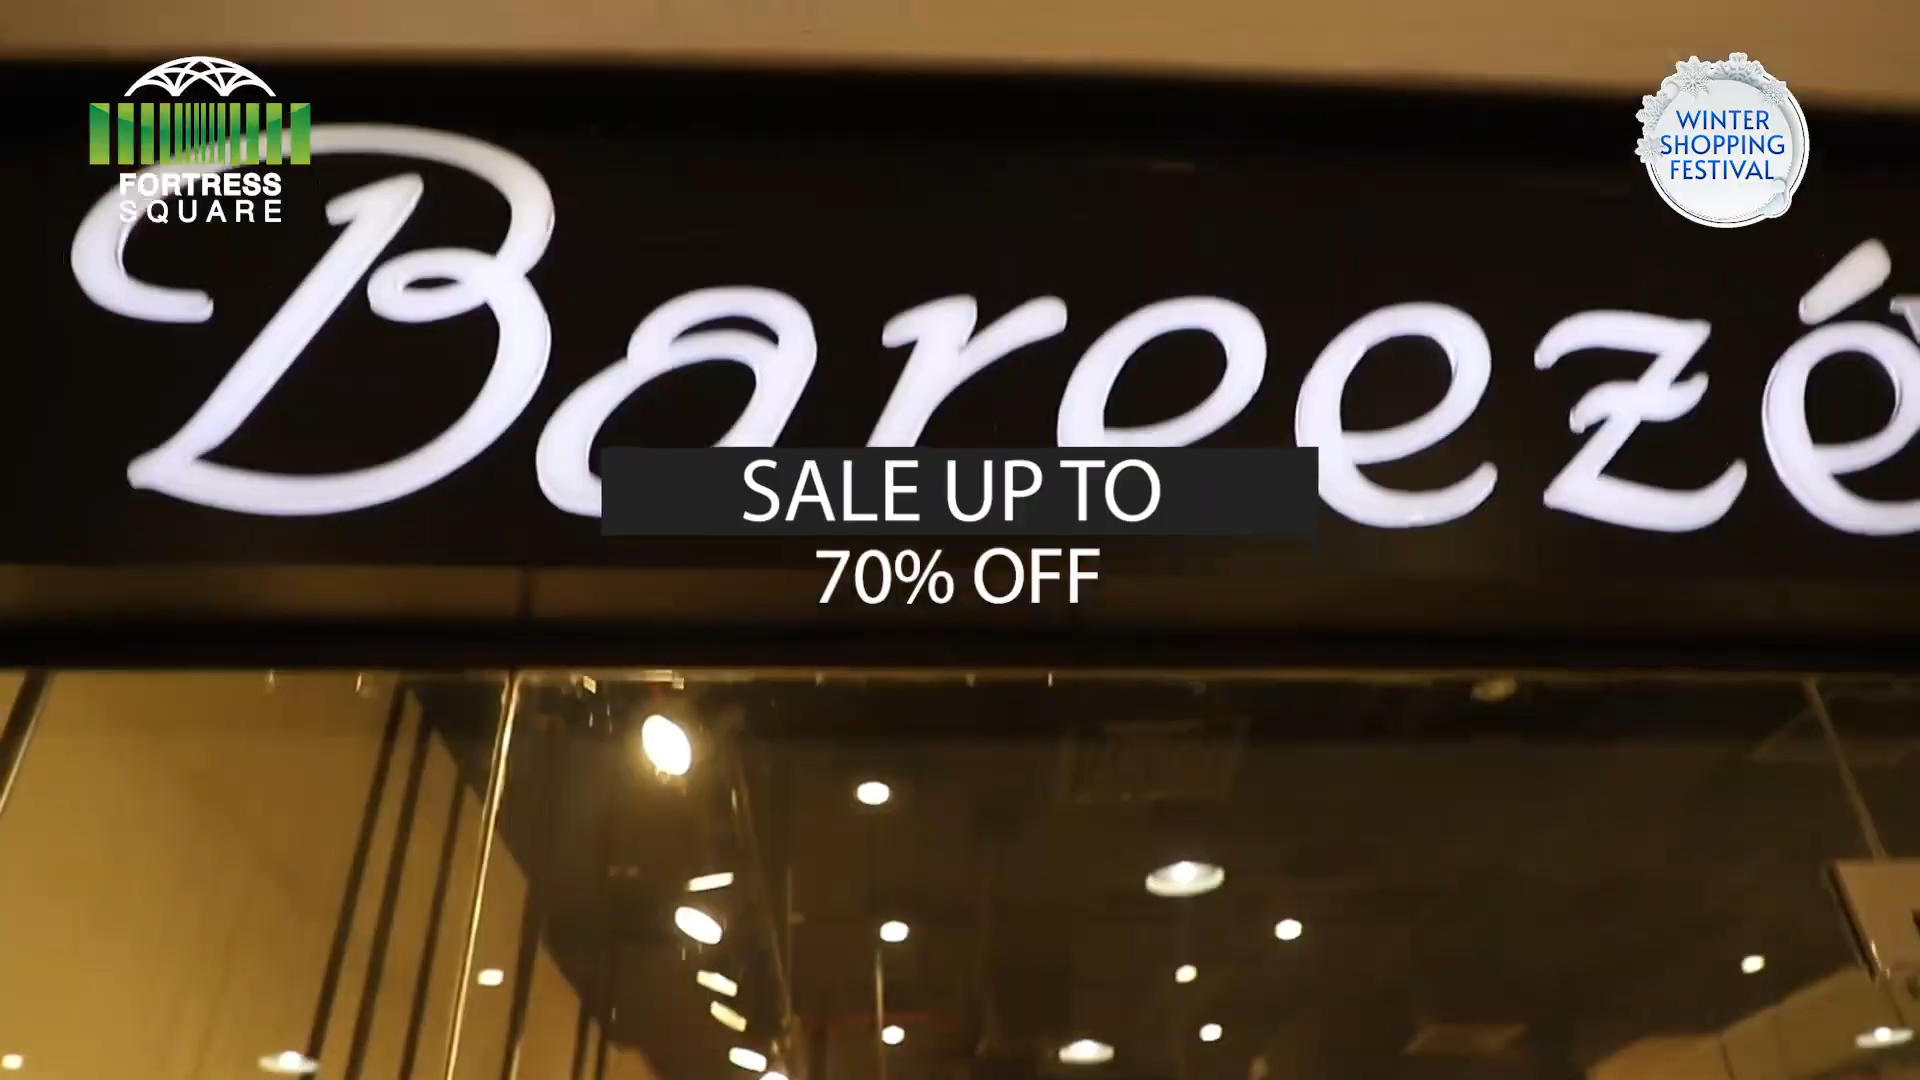 FORTRESS
SQUARE
WINTER
SHOPPING
FESTIVAL
Bareezé
SALE UP TO
70% OFF